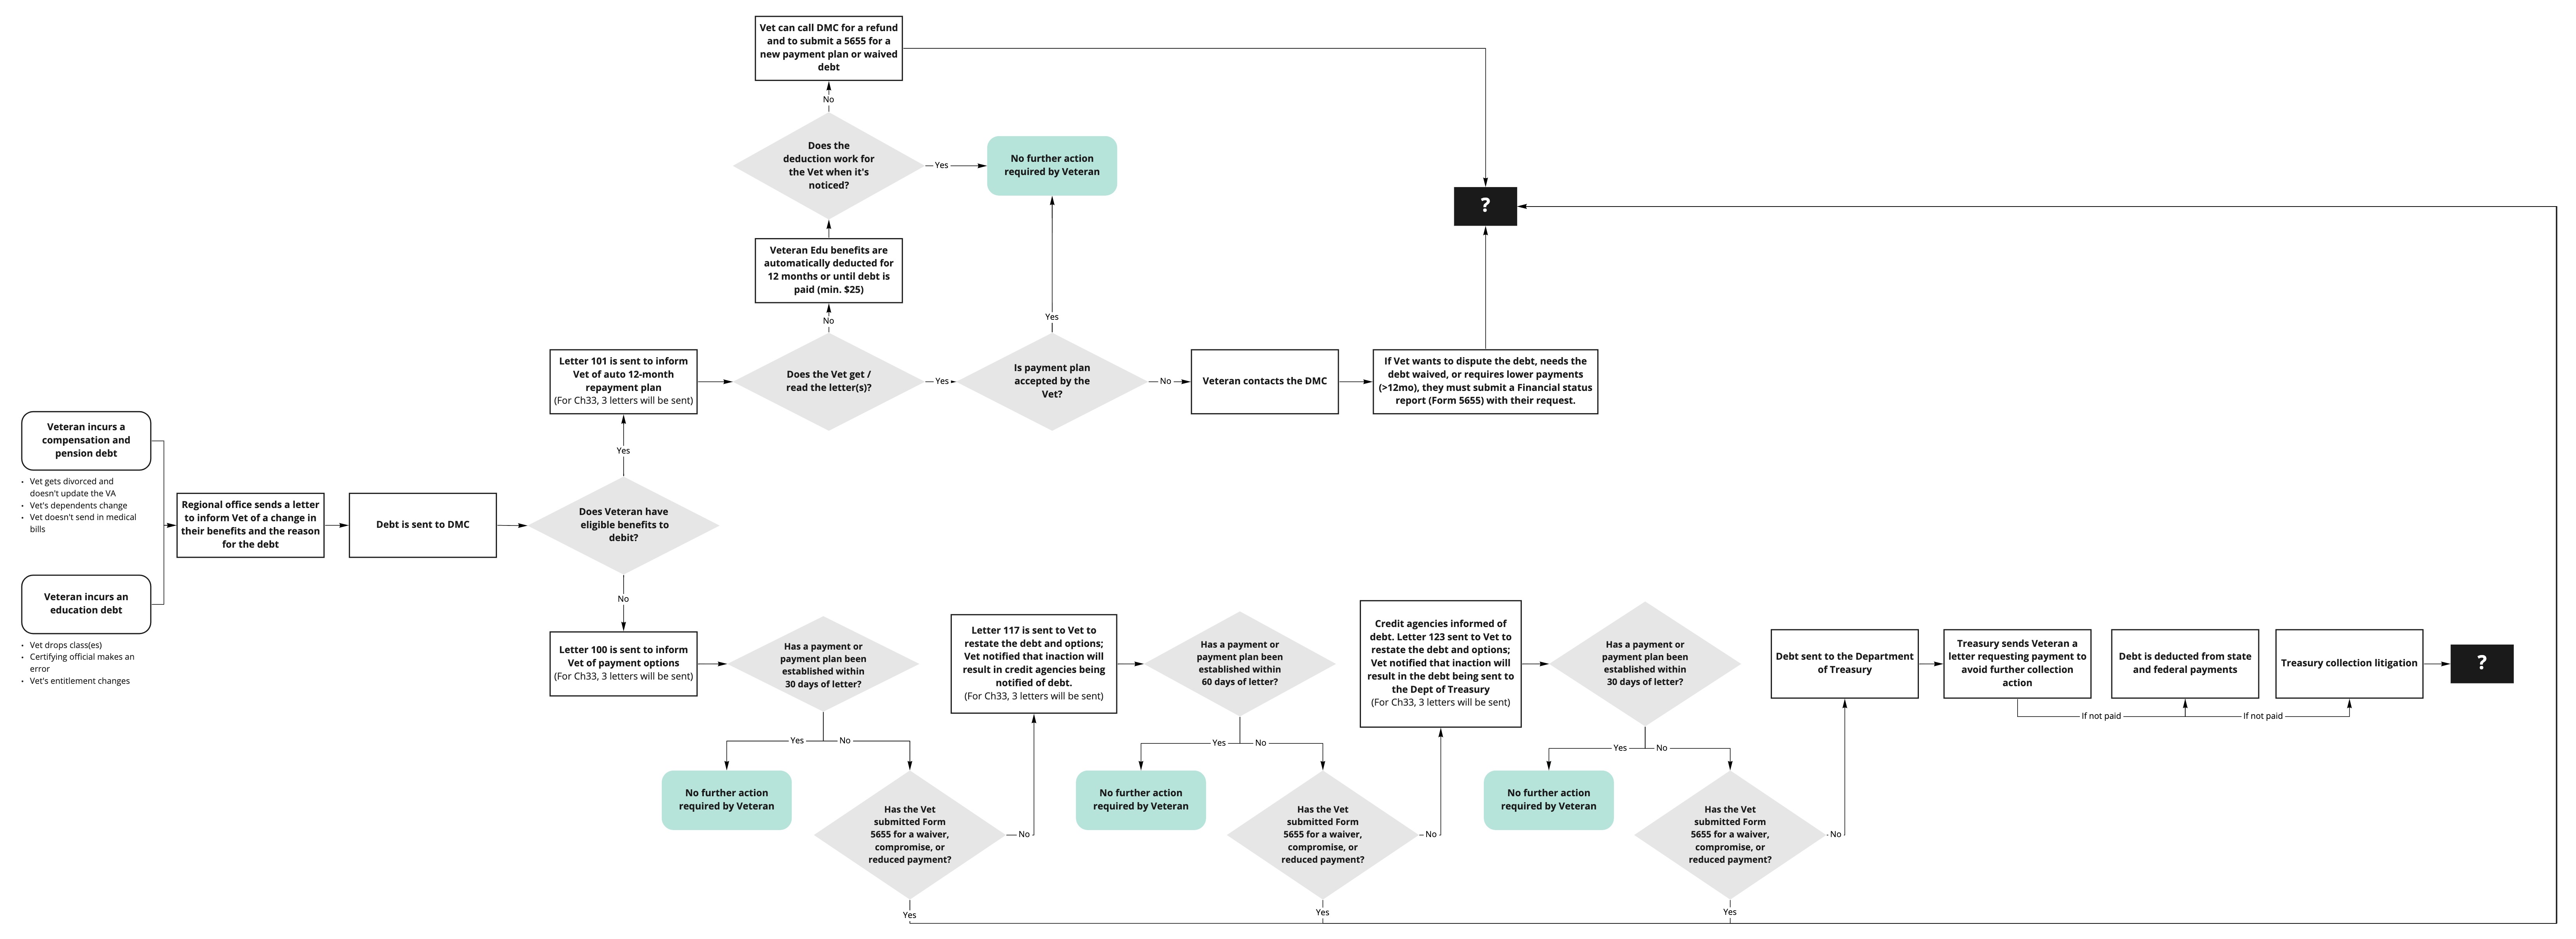 Vet can call DMC for a refund
and to submit a 5655 for a
new payment plan or waived
debt
No
Does the
deduction work for
the Vet when it's
noticed?
Yes
No further action
required by Veteran
?
Veteran Edu benefits are
automatically deducted for
12 months or until debt is
paid (min. $25)
No
Yes
Letter 101 is sent to inform
Vet of auto 12-month
repayment plan
(For Ch33, 3 letters will be sent)
Does the Vet get /
read the letter(s)?
Yes
Is payment plan
accepted by the
Vet?
No
Veteran contacts the DMC
If Vet wants to dispute the debt, needs the
debt waived, or requires lower payments
(>12mo), they must submit a Financial status
report (Form 5655) with their request.
Yes
Veteran incurs a
compensation and
pension debt
• Vet gets divorced and
doesn't update the VA
• Vet's dependents change
• Vet doesn't send in medical
bills
Regional office sends a letter
to inform Vet of a change in
their benefits and the reason
for the debt
Debt is sent to DMC
Does Veteran have
eligible benefits to
debit?
Veteran incurs an
education debt
• Vet drops class(es)
• Certifying official makes an
error
• Vet's entitlement changes
No
Letter 100 is sent to inform
Vet of payment options
(For Ch33, 3 letters will be sent)
Has a payment or
payment plan been
established within
30 days of letter?
Yes
No
No further action
required by Veteran
Has the Vet
submitted Form
5655 for a waiver,
compromise, or
reduced payment?
No
Yes
Letter 117 is sent to Vet to
restate the debt and options;
Vet notified that inaction will
result in credit agencies being
notified of debt.
(For Ch33, 3 letters will be sent)
Has a payment or
payment plan been
established within
60 days of letter?
Yes
No
No further action
required by Veteran
Has the Vet
submitted Form
5655 for a waiver,
compromise, or
reduced payment?
No
Yes
Credit agencies informed of
debt. Letter 123 sent to Vet to
restate the debt and options;
Vet notified that inaction will
result in the debt being sent to
the Dept of Treasury
(For Ch33, 3 letters will be sent)
Has a payment or
payment plan been
established within
30 days of letter?
Yes
No
No further action
required by Veteran
Has the Vet
submitted Form
5655 for a waiver,
compromise, or
reduced payment?
No
Yes
Debt sent to the Department
of Treasury
Treasury sends Veteran a
letter requesting payment to
avoid further collection
action
If not paid
Debt is deducted from state
and federal payments
If not paid
Treasury collection litigation
?